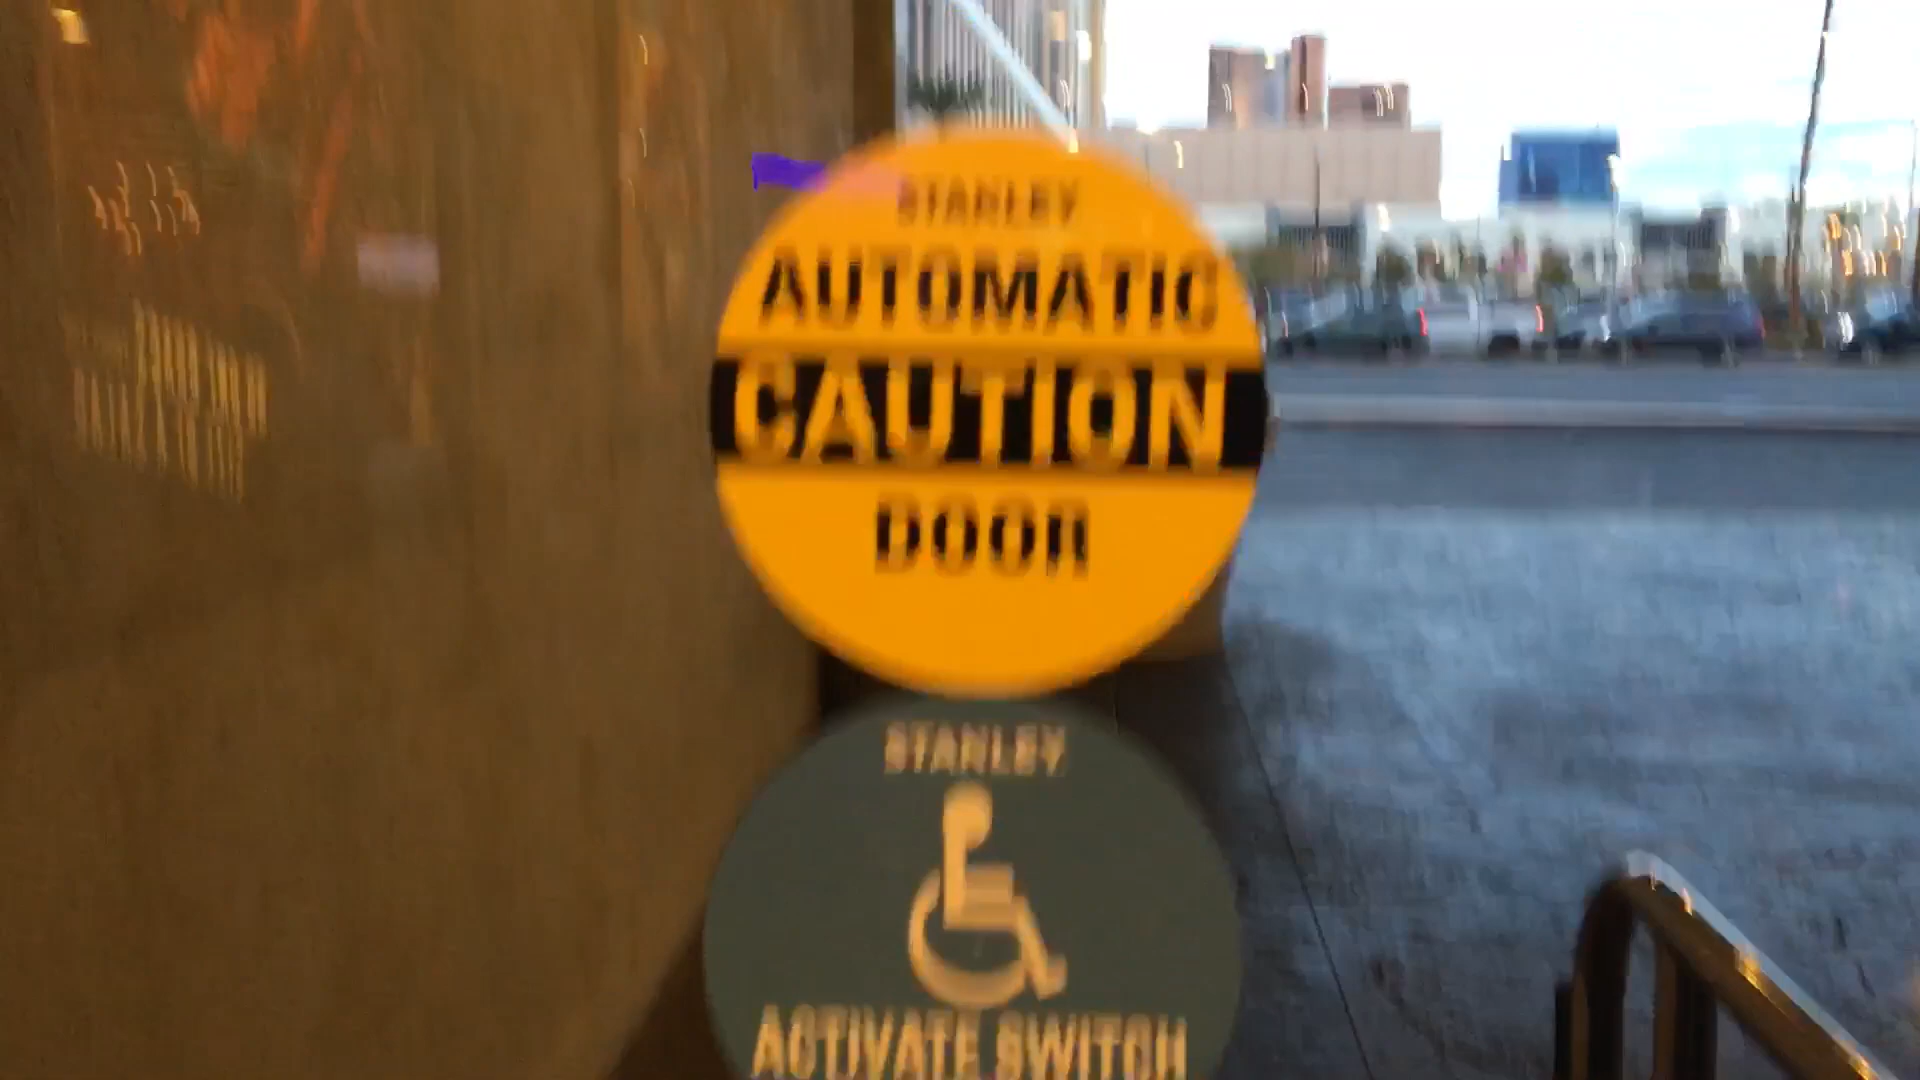 STANLEY
AUTOMATIC
CAUTION
DOOR
STANLEY
ACTIVATE SWITCH